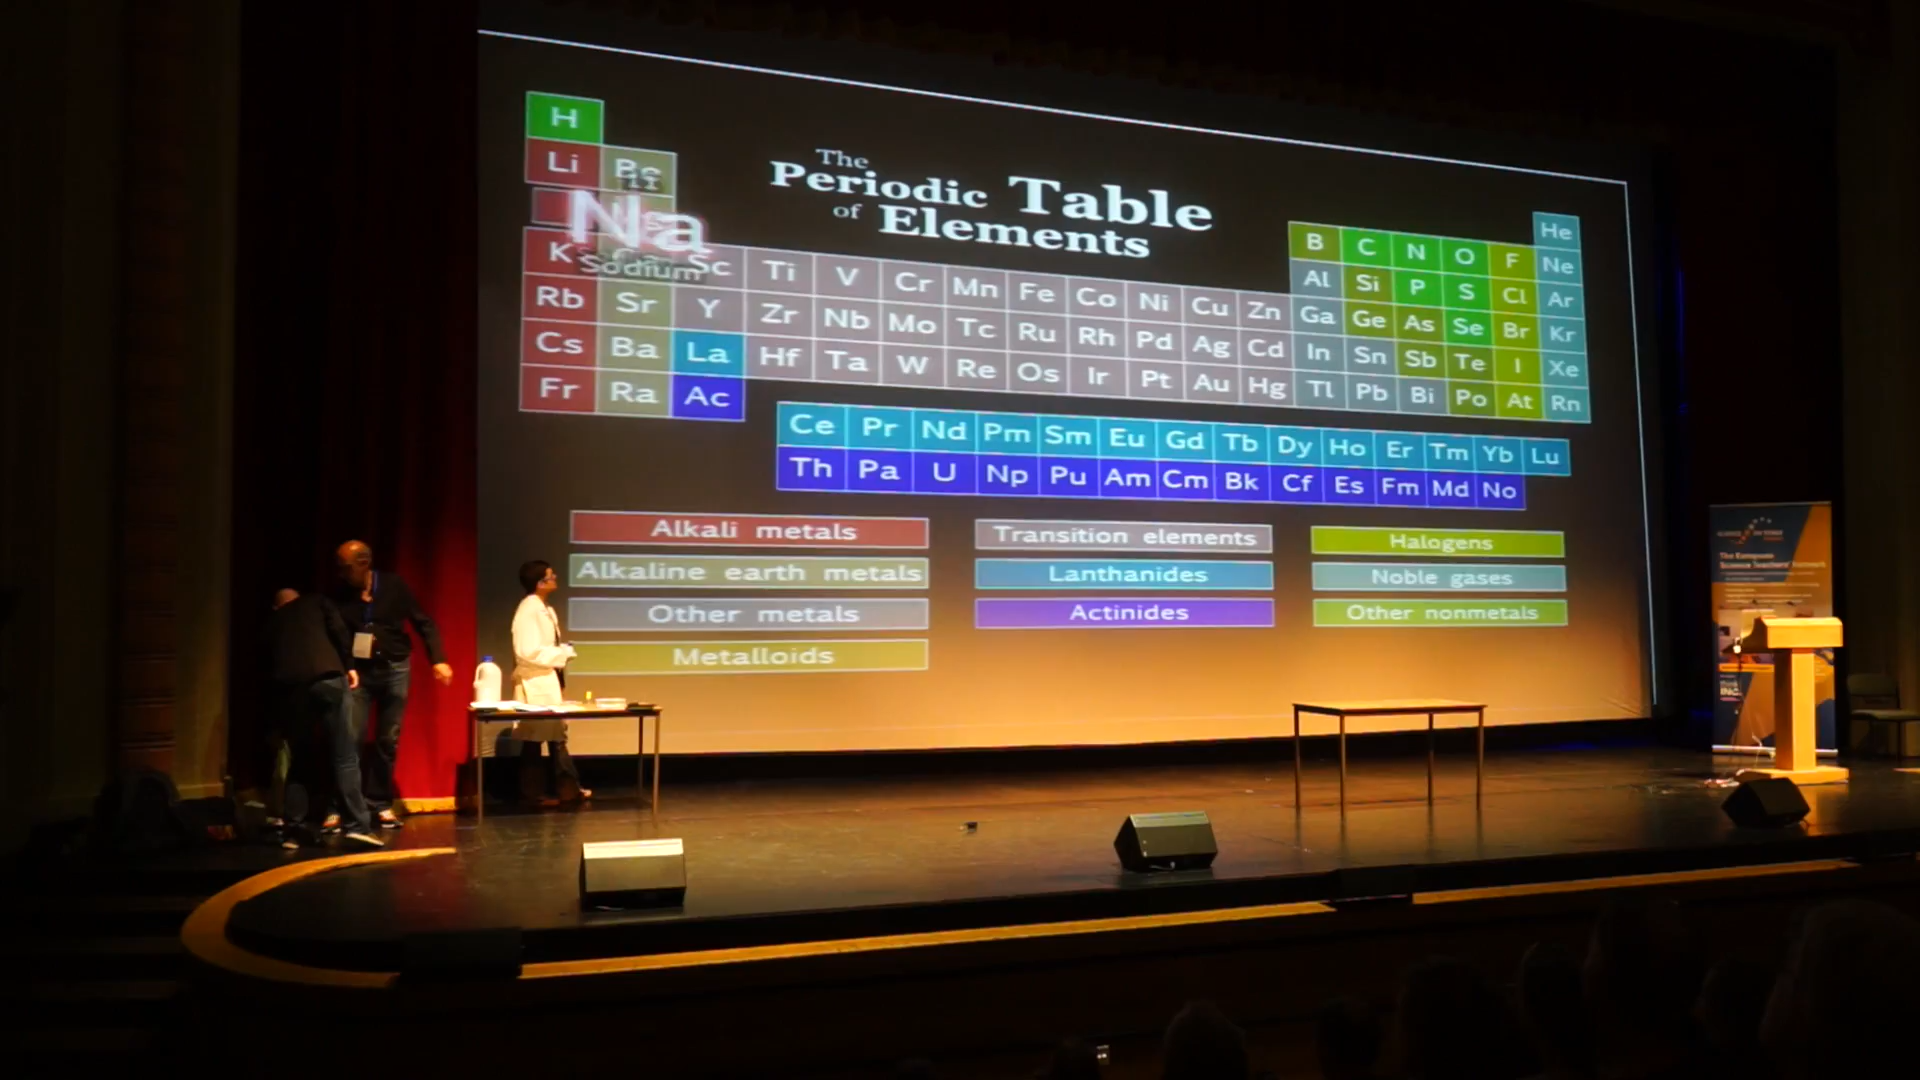 The
Periodic Table
of Elements
H
He
Li Be B C N O F Ne
Na
11
Sodium
Al Si P S Cl Ar
K Sc Ti V Cr Mn Fe Co Ni Cu Zn Ga Ge As Se Br Kr
Rb Sr Y Zr Nb Mo Tc Ru Rh Pd Ag Cd In Sn Sb Te I Xe
Cs Ba La Hf Ta W Re Os Ir Pt Au Hg Tl Pb Bi Po At Rn
Fr Ra Ac
Ce Pr Nd Pm Sm Eu Gd Tb Dy Ho Er Tm Yb Lu
Th Pa U Np Pu Am Cm Bk Cf Es Fm Md No
Alkali metals Transition elements Halogens
Alkaline earth metals Lanthanides Noble gases
Other metals Actinides Other nonmetals
Metalloids
The European
Science Teachers'